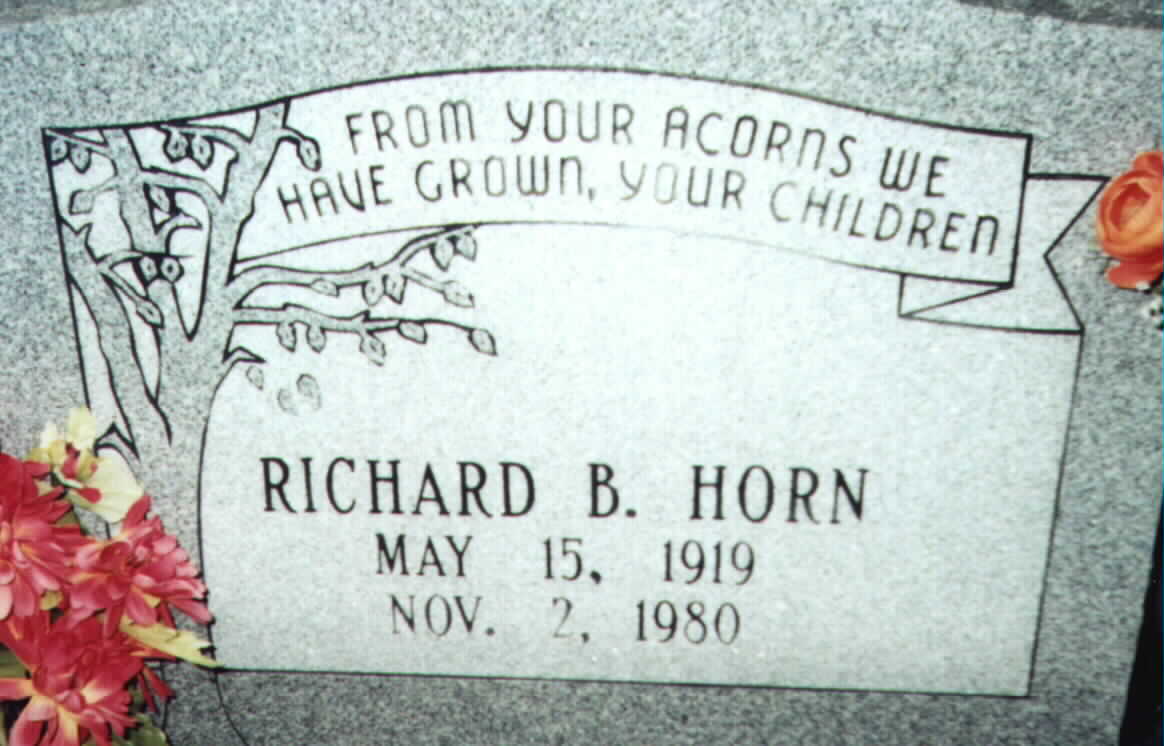 FROM YOUR ACORNS WE
HAVE GROWN, YOUR CHILDREN
RICHARD B. HORN
MAY 15, 1919
NOV. 2, 1980